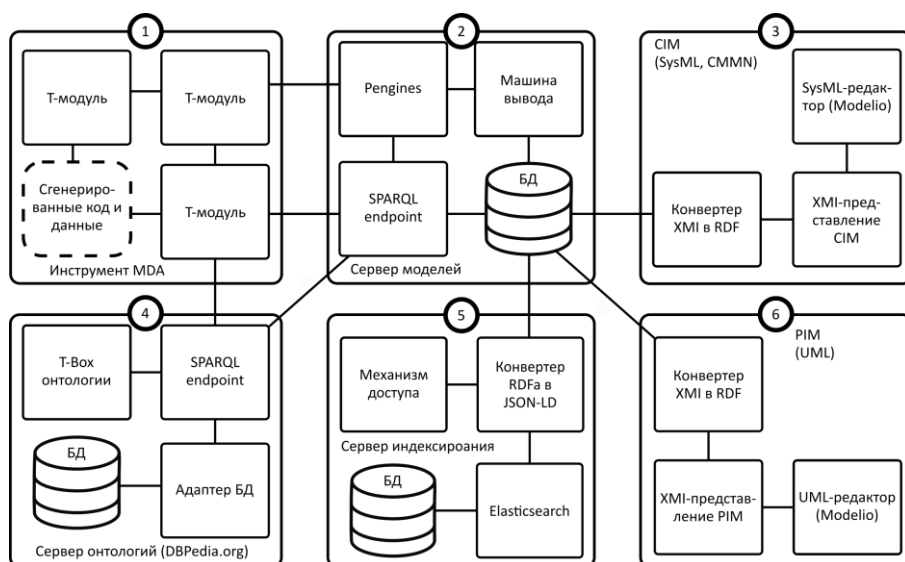 1
Т-модуль
Т-модуль
Сгенериро-
ванные код и
данные
Т-модуль
Инструмент MDA
2
Pengines
Машина
вывода
SPARQL
endpoint
БД
Сервер моделей
3
CIM
(SysML, CMMN)
SysML-редак-
тор (Modelio)
Конвертер
XMI в RDF
XMI-пред-
ставление
CIM
4
T-Box
онтологии
SPARQL
endpoint
БД
Адаптер БД
Сервер онтологий (DBPedia.org)
5
Механизм
доступа
Конвертер
RDFa в
JSON-LD
Сервер индексироания
БД
Elasticsearch
6
PIM
(UML)
Конвертер
XMI в RDF
XMI-представ-
ление PIM
UML-редактор
(Modelio)